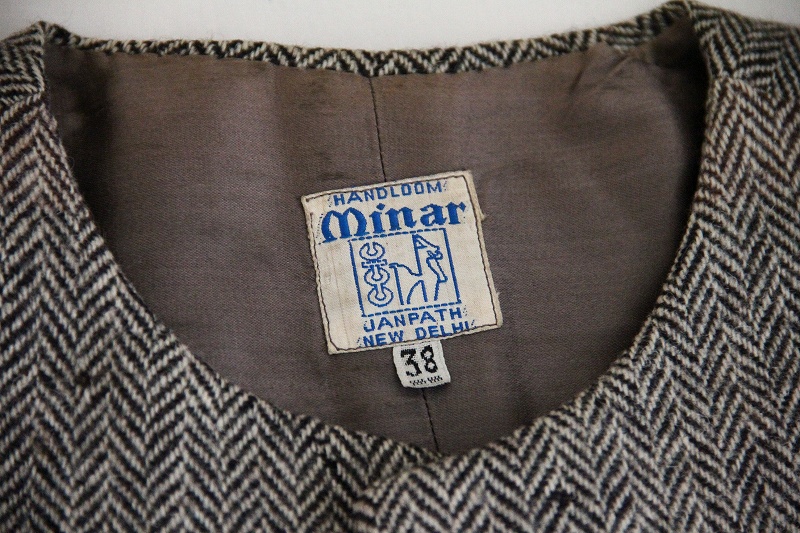 HANDLOOM
Minar
JANPATH
NEW DELHI
38